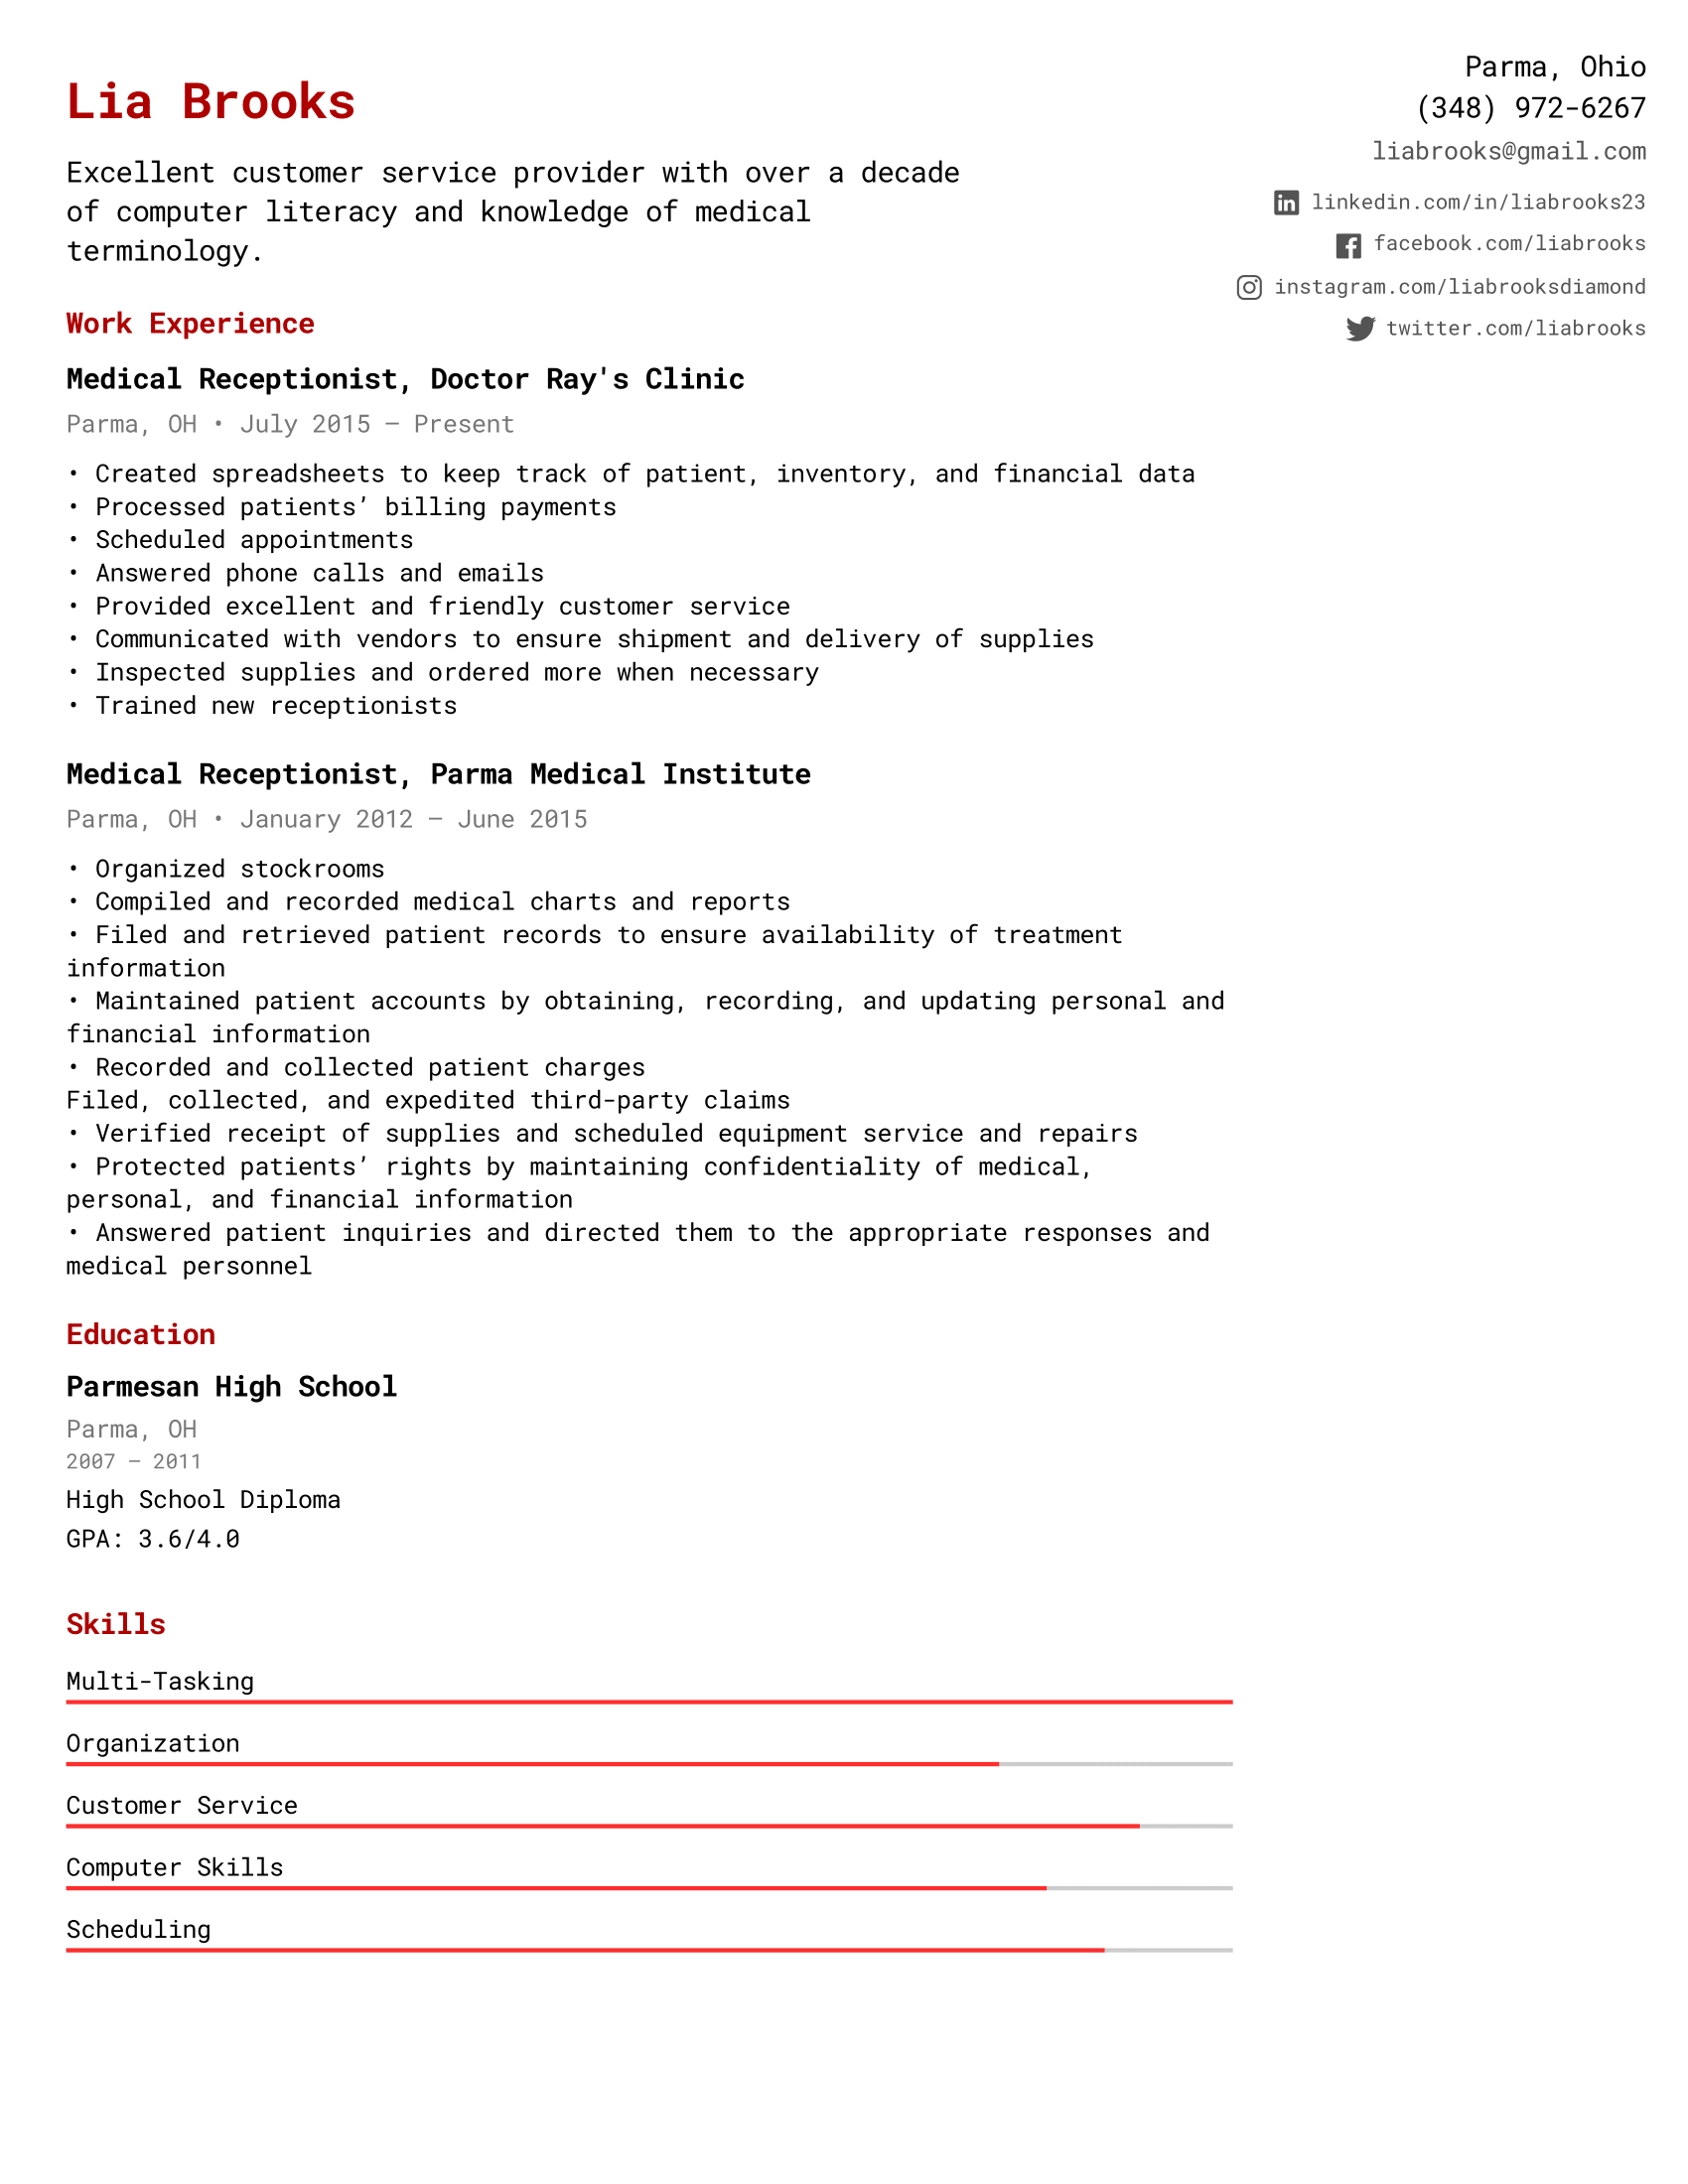 Lia Brooks
Excellent customer service provider with over a decade
of computer literacy and knowledge of medical
terminology.
Parma, Ohio
(348) 972-6267
liabrooks@gmail.com
linkedin.com/in/liabrooks23
facebook.com/liabrooks
instagram.com/liabrooksdiamond
twitter.com/liabrooks
Work Experience
Medical Receptionist, Doctor Ray's Clinic
Parma, OH • July 2015 — Present
• Created spreadsheets to keep track of patient, inventory, and financial data
• Processed patients’ billing payments
• Scheduled appointments
• Answered phone calls and emails
• Provided excellent and friendly customer service
• Communicated with vendors to ensure shipment and delivery of supplies
• Inspected supplies and ordered more when necessary
• Trained new receptionists
Medical Receptionist, Parma Medical Institute
Parma, OH • January 2012 — June 2015
• Organized stockrooms
• Compiled and recorded medical charts and reports
• Filed and retrieved patient records to ensure availability of treatment
information
• Maintained patient accounts by obtaining, recording, and updating personal and
financial information
• Recorded and collected patient charges
Filed, collected, and expedited third-party claims
• Verified receipt of supplies and scheduled equipment service and repairs
• Protected patients’ rights by maintaining confidentiality of medical,
personal, and financial information
• Answered patient inquiries and directed them to the appropriate responses and
medical personnel
Education
Parmesan High School
Parma, OH
2007 — 2011
High School Diploma
GPA: 3.6/4.0
Skills
Multi-Tasking
Organization
Customer Service
Computer Skills
Scheduling